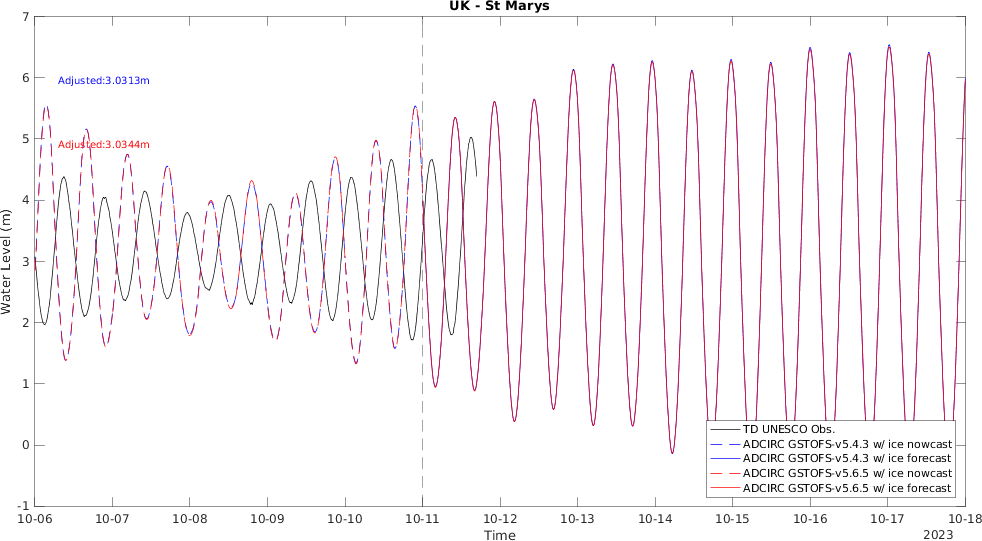 UK - St Marys
7
6
5
4
3
2
1
0
-1
Water Level (m)
Adjusted:3.0313m
Adjusted:3.0344m
TD UNESCO Obs.
ADCIRC GSTOFS-v5.4.3 w/ ice nowcast
ADCIRC GSTOFS-v5.4.3 w/ ice forecast
ADCIRC GSTOFS-v5.6.5 w/ ice nowcast
ADCIRC GSTOFS-v5.6.5 w/ ice forecast
10-06 10-07 10-08 10-09 10-10 10-11 10-12 10-13 10-14 10-15 10-16 10-17 10-18
Time
2023